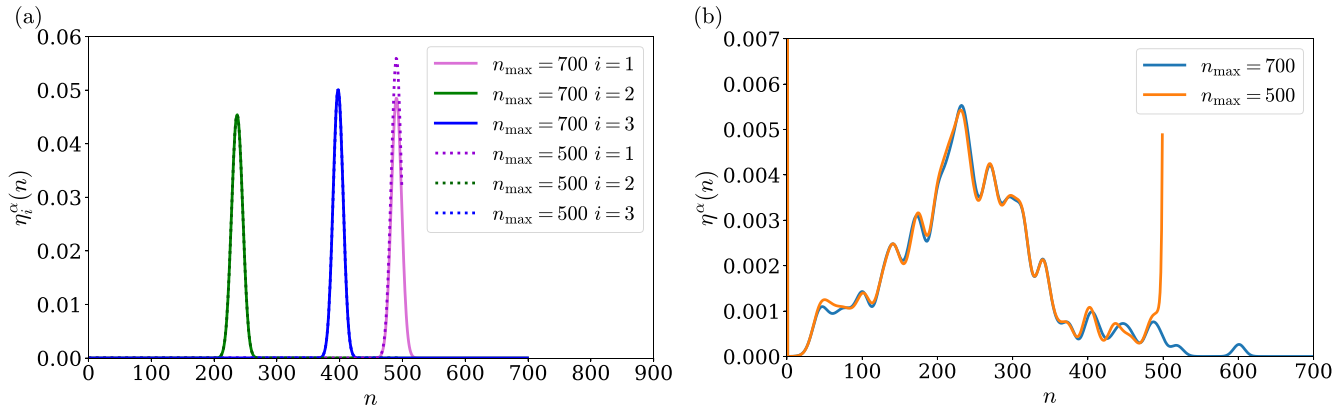 (a)
0.06
0.05
0.04
0.03
0.02
0.01
0.00
η_i^α(n)
0 100 200 300 400 500 600 700 800 900
n
n_max = 700 i = 1
n_max = 700 i = 2
n_max = 700 i = 3
n_max = 500 i = 1
n_max = 500 i = 2
n_max = 500 i = 3
(b)
0.007
0.006
0.005
0.004
0.003
0.002
0.001
0.000
η^α(n)
0 100 200 300 400 500 600 700
n
n_max = 700
n_max = 500